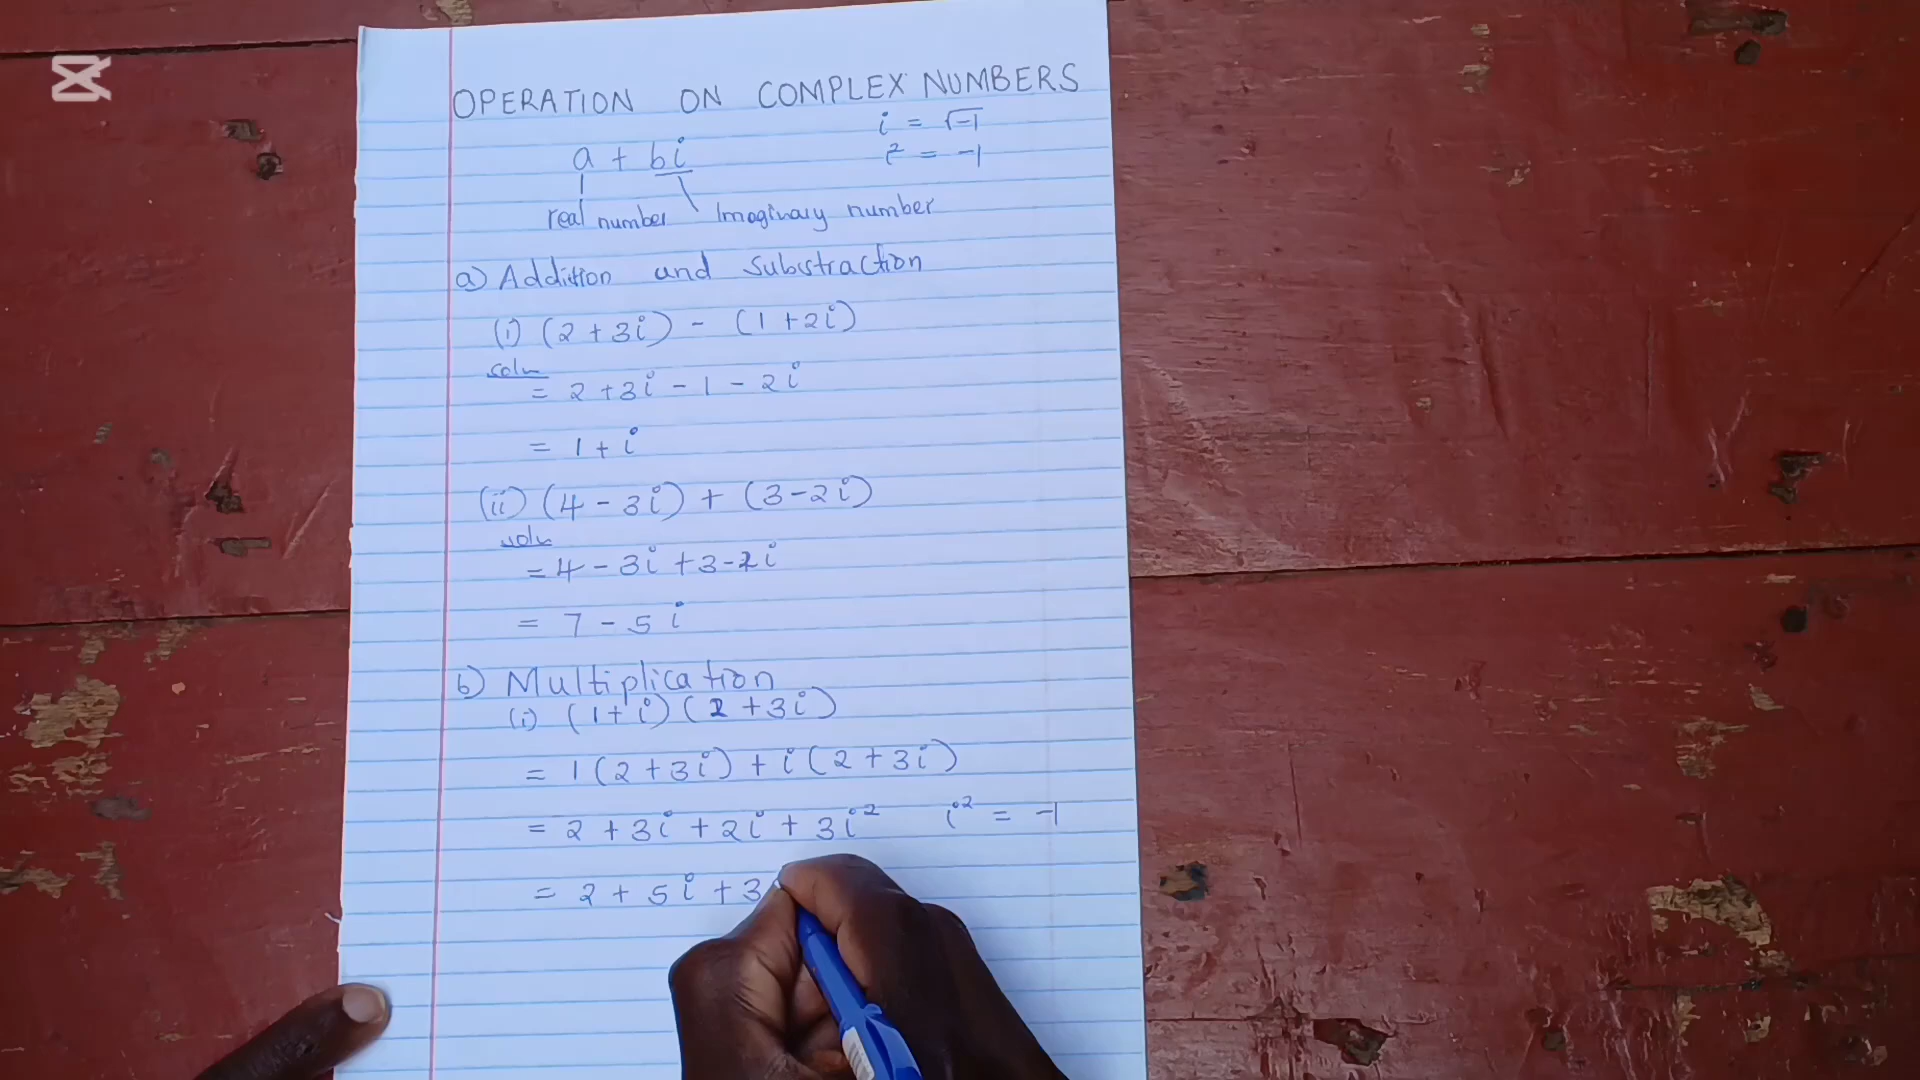 OPERATION ON COMPLEX NUMBERS
i = √-1
a + bi
i² = -1
real number Imaginary number
a) Addition and Substraction
(i) (2 + 3i) - (1 + 2i)
soln
= 2 + 3i - 1 - 2i
= 1 + i
(ii) (4 - 3i) + (3 - 2i)
soln
= 4 - 3i + 3 - 2i
= 7 - 5i
b) Multiplication
(i) (1 + i) (2 + 3i)
= 1 (2 + 3i) + i (2 + 3i)
= 2 + 3i + 2i + 3i² i² = -1
= 2 + 5i + 3